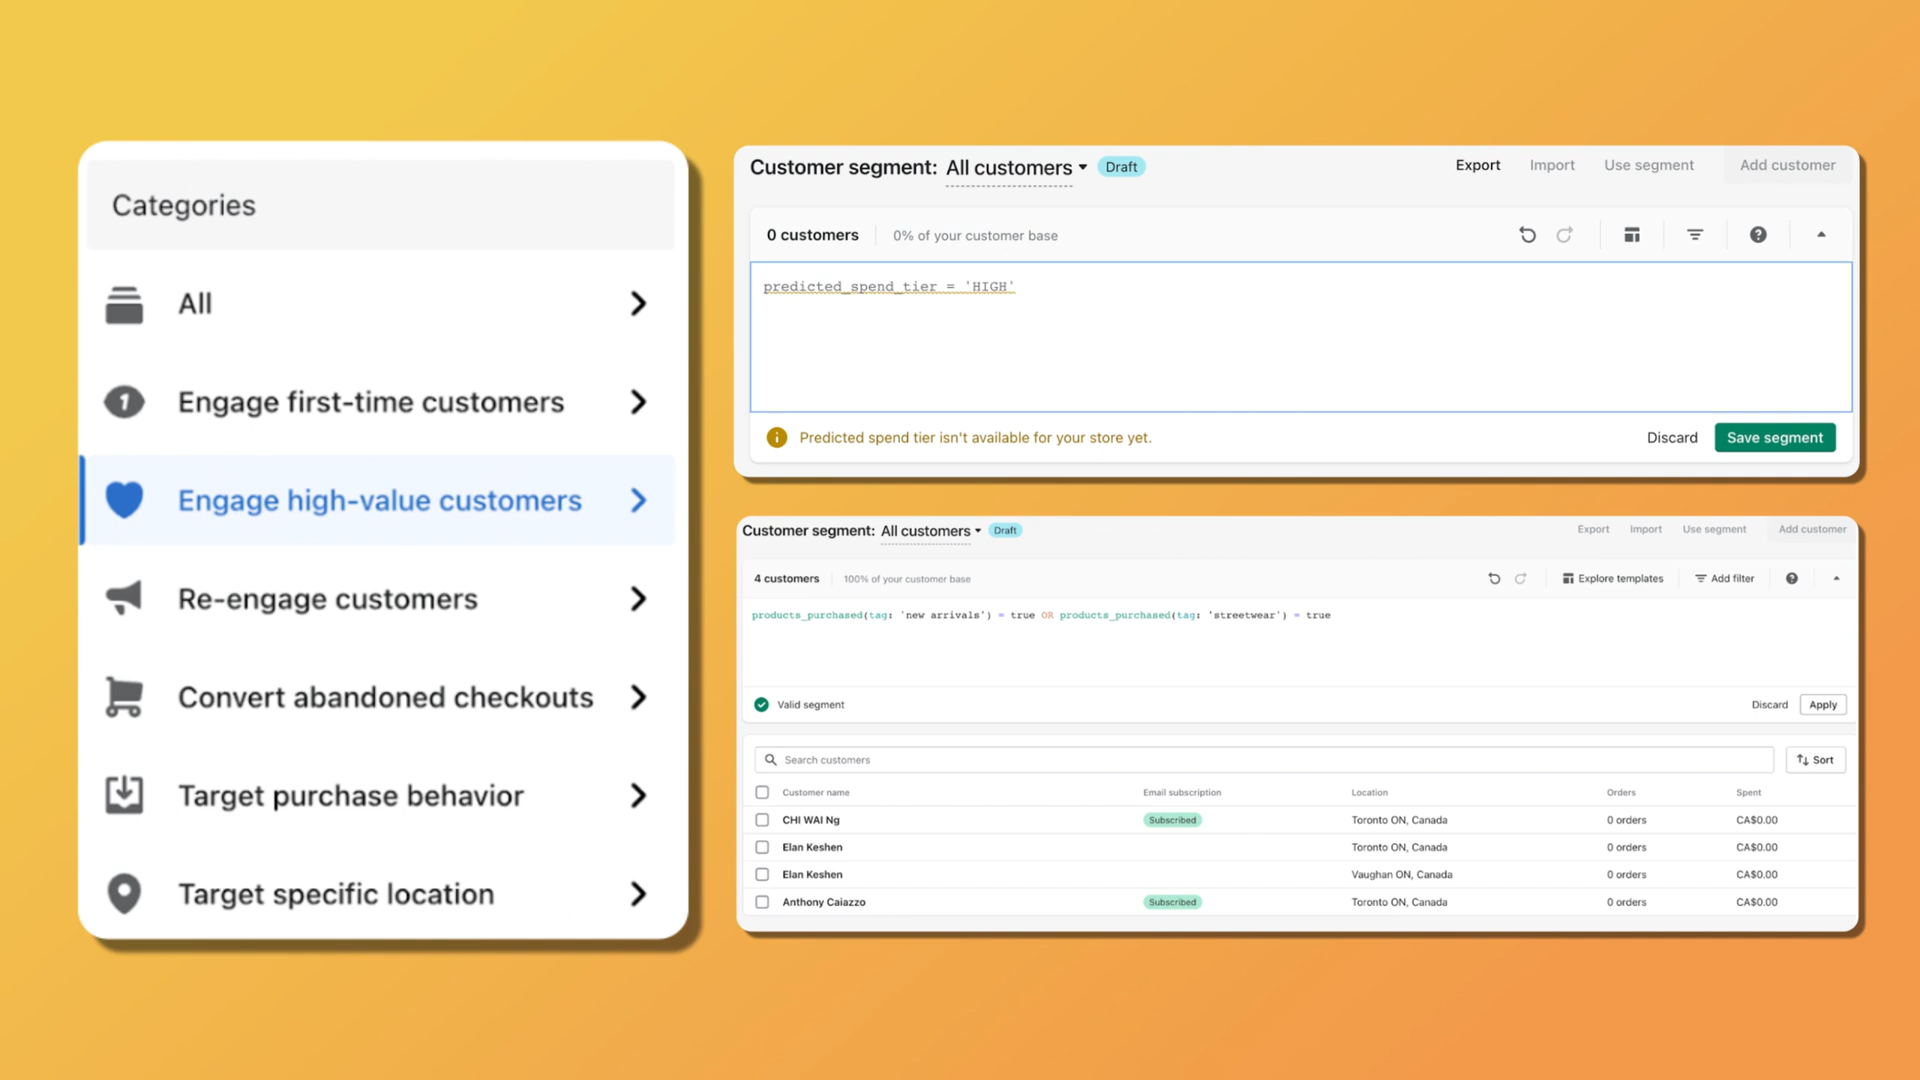 Categories
All
1
Engage first-time customers
Engage high-value customers
Re-engage customers
Convert abandoned checkouts
Target purchase behavior
Target specific location
Customer segment: All customers Draft Export Import Use segment Add customer
0 customers 0% of your customer base
predicted_spend_tier = 'HIGH'
Predicted spend tier isn't available for your store yet. Discard Save segment
Customer segment: All customers Draft Export Import Use segment Add customer
4 customers 100% of your customer base Explore templates Add filter
products_purchased(tag: 'new arrivals') = true OR products_purchased(tag: 'streetwear') = true
Valid segment Discard Apply
Search customers Sort
Customer name Email subscription Location Orders Spent
CHI WAI Ng Subscribed Toronto ON, Canada 0 orders CA$0.00
Elan Keshen Toronto ON, Canada 0 orders CA$0.00
Elan Keshen Vaughan ON, Canada 0 orders CA$0.00
Anthony Caiazzo Subscribed Toronto ON, Canada 0 orders CA$0.00